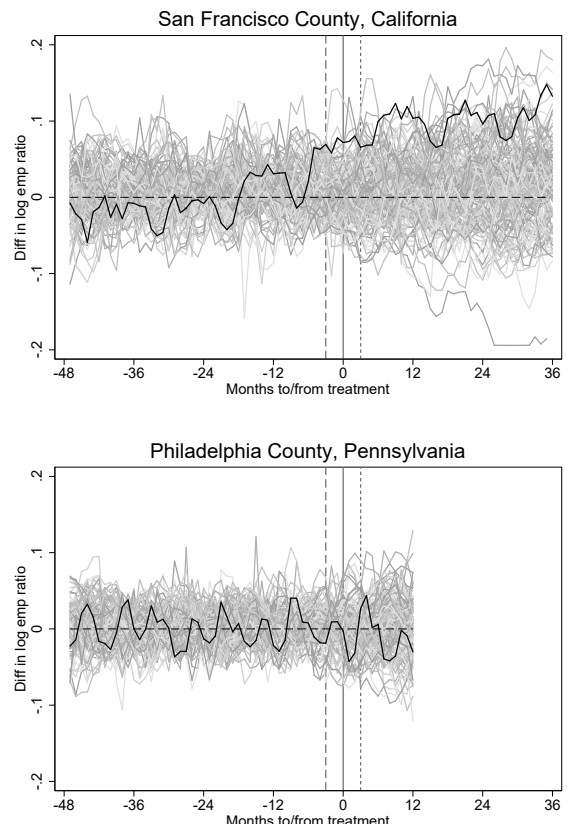 San Francisco County, California
.2
.1
0
-.1
-.2
Diff in log emp ratio
-48 -36 -24 -12 0 12 24 36
Months to/from treatment
Philadelphia County, Pennsylvania
.2
.1
0
-.1
-.2
Diff in log emp ratio
-48 -36 -24 -12 0 12 24 36
Months to/from treatment